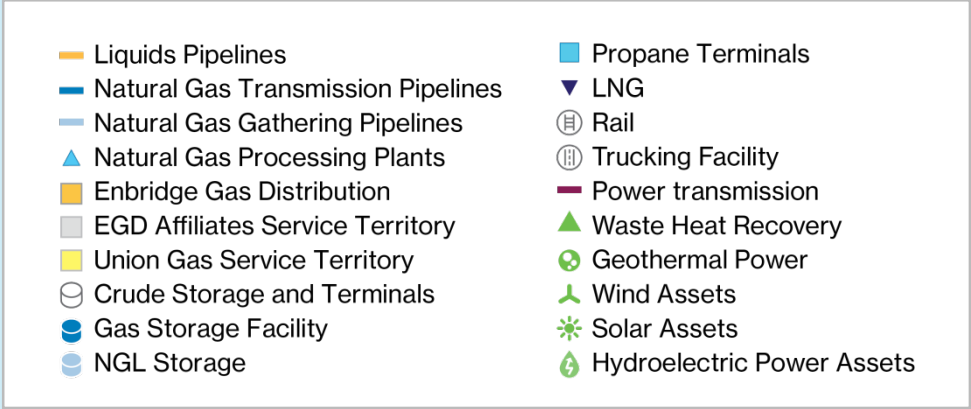 Liquids Pipelines
Natural Gas Transmission Pipelines
Natural Gas Gathering Pipelines
Natural Gas Processing Plants
Enbridge Gas Distribution
EGD Affiliates Service Territory
Union Gas Service Territory
Crude Storage and Terminals
Gas Storage Facility
NGL Storage
Propane Terminals
LNG
Rail
Trucking Facility
Power transmission
Waste Heat Recovery
Geothermal Power
Wind Assets
Solar Assets
Hydroelectric Power Assets